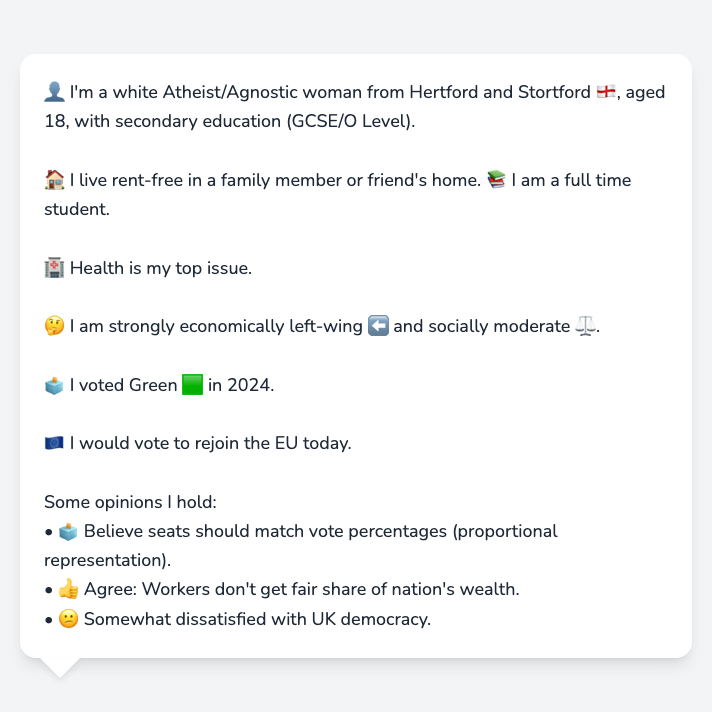 👤 I'm a white Atheist/Agnostic woman from Hertford and Stortford 🏴󠁧󠁢󠁥󠁮󠁧󠁿, aged
18, with secondary education (GCSE/O Level).
🏠 I live rent-free in a family member or friend's home. 📚 I am a full time
student.
🏥 Health is my top issue.
🤔 I am strongly economically left-wing ⬅️ and socially moderate ⚖️.
🗳️ I voted Green 🟩 in 2024.
🇪🇺 I would vote to rejoin the EU today.
Some opinions I hold:
• 🗳️ Believe seats should match vote percentages (proportional
representation).
• 👍 Agree: Workers don't get fair share of nation's wealth.
• 😕 Somewhat dissatisfied with UK democracy.